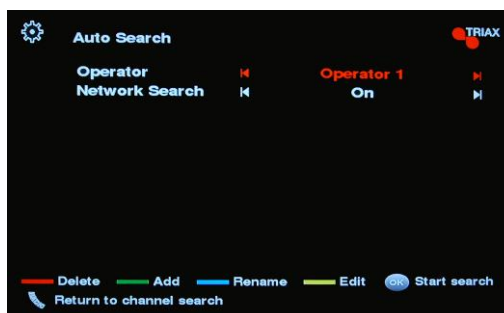 Auto Search
TRIAX
Operator Operator 1
Network Search On
Delete Add Rename Edit OK Start search
Return to channel search